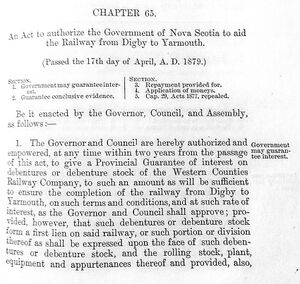 CHAPTER 65.
An Act to authorize the Government of Nova Scotia to aid
the Railway from Digby to Yarmouth.
(Passed the 17th day of April, A. D. 1879.)
SECTION.
1. Government may guarantee inter-
est.
2. Guarantee conclusive evidence.
SECTION.
3. Repayment provided for.
4. Application of moneys.
5. Cap. 29, Acts 1877, repealed.
Be it enacted by the Governor, Council, and Assembly,
as follows:—
1. The Governor and Council are hereby authorized and
empowered, at any time within two years from the passage
of this act, to give a Provincial Guarantee of interest on
debentures or debenture stock of the Western Counties
Railway Company, to such an amount as will be sufficient
to ensure the completion of the railway from Digby to
Yarmouth, on such terms and conditions, and at such rate of
interest, as the Governor and Council shall approve; pro-
vided, however, that such debentures or debenture stock
form a first lien on said railway, or such portion or division
thereof as shall be expressed upon the face of such deben-
tures or debenture stock, and the rolling stock, plant,
equipment and appurtenances thereof and provided, also,
Government
may guaran-
tee interest.